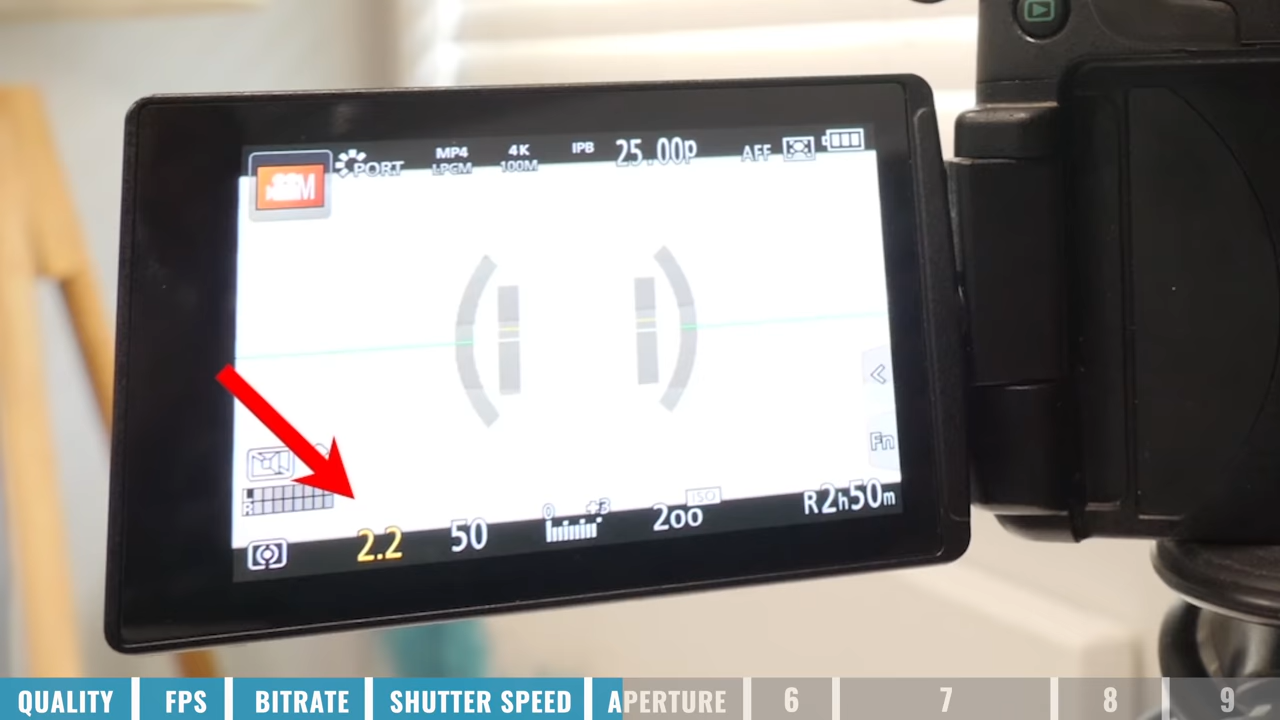 PORT
MP4
LPCM
4K
100M
IPB
25.00p
AFF
M
Fn
L
R
2.2
50
0
+3
200
ISO
R2h50m
QUALITY
FPS
BITRATE
SHUTTER SPEED
APERTURE
6
7
8
9